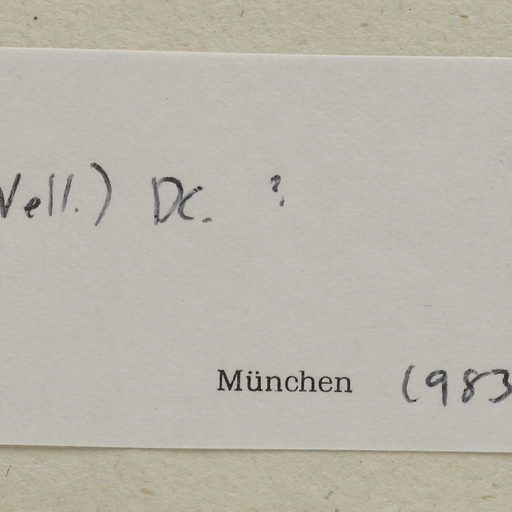 Vell.) DC. ?
München 1983